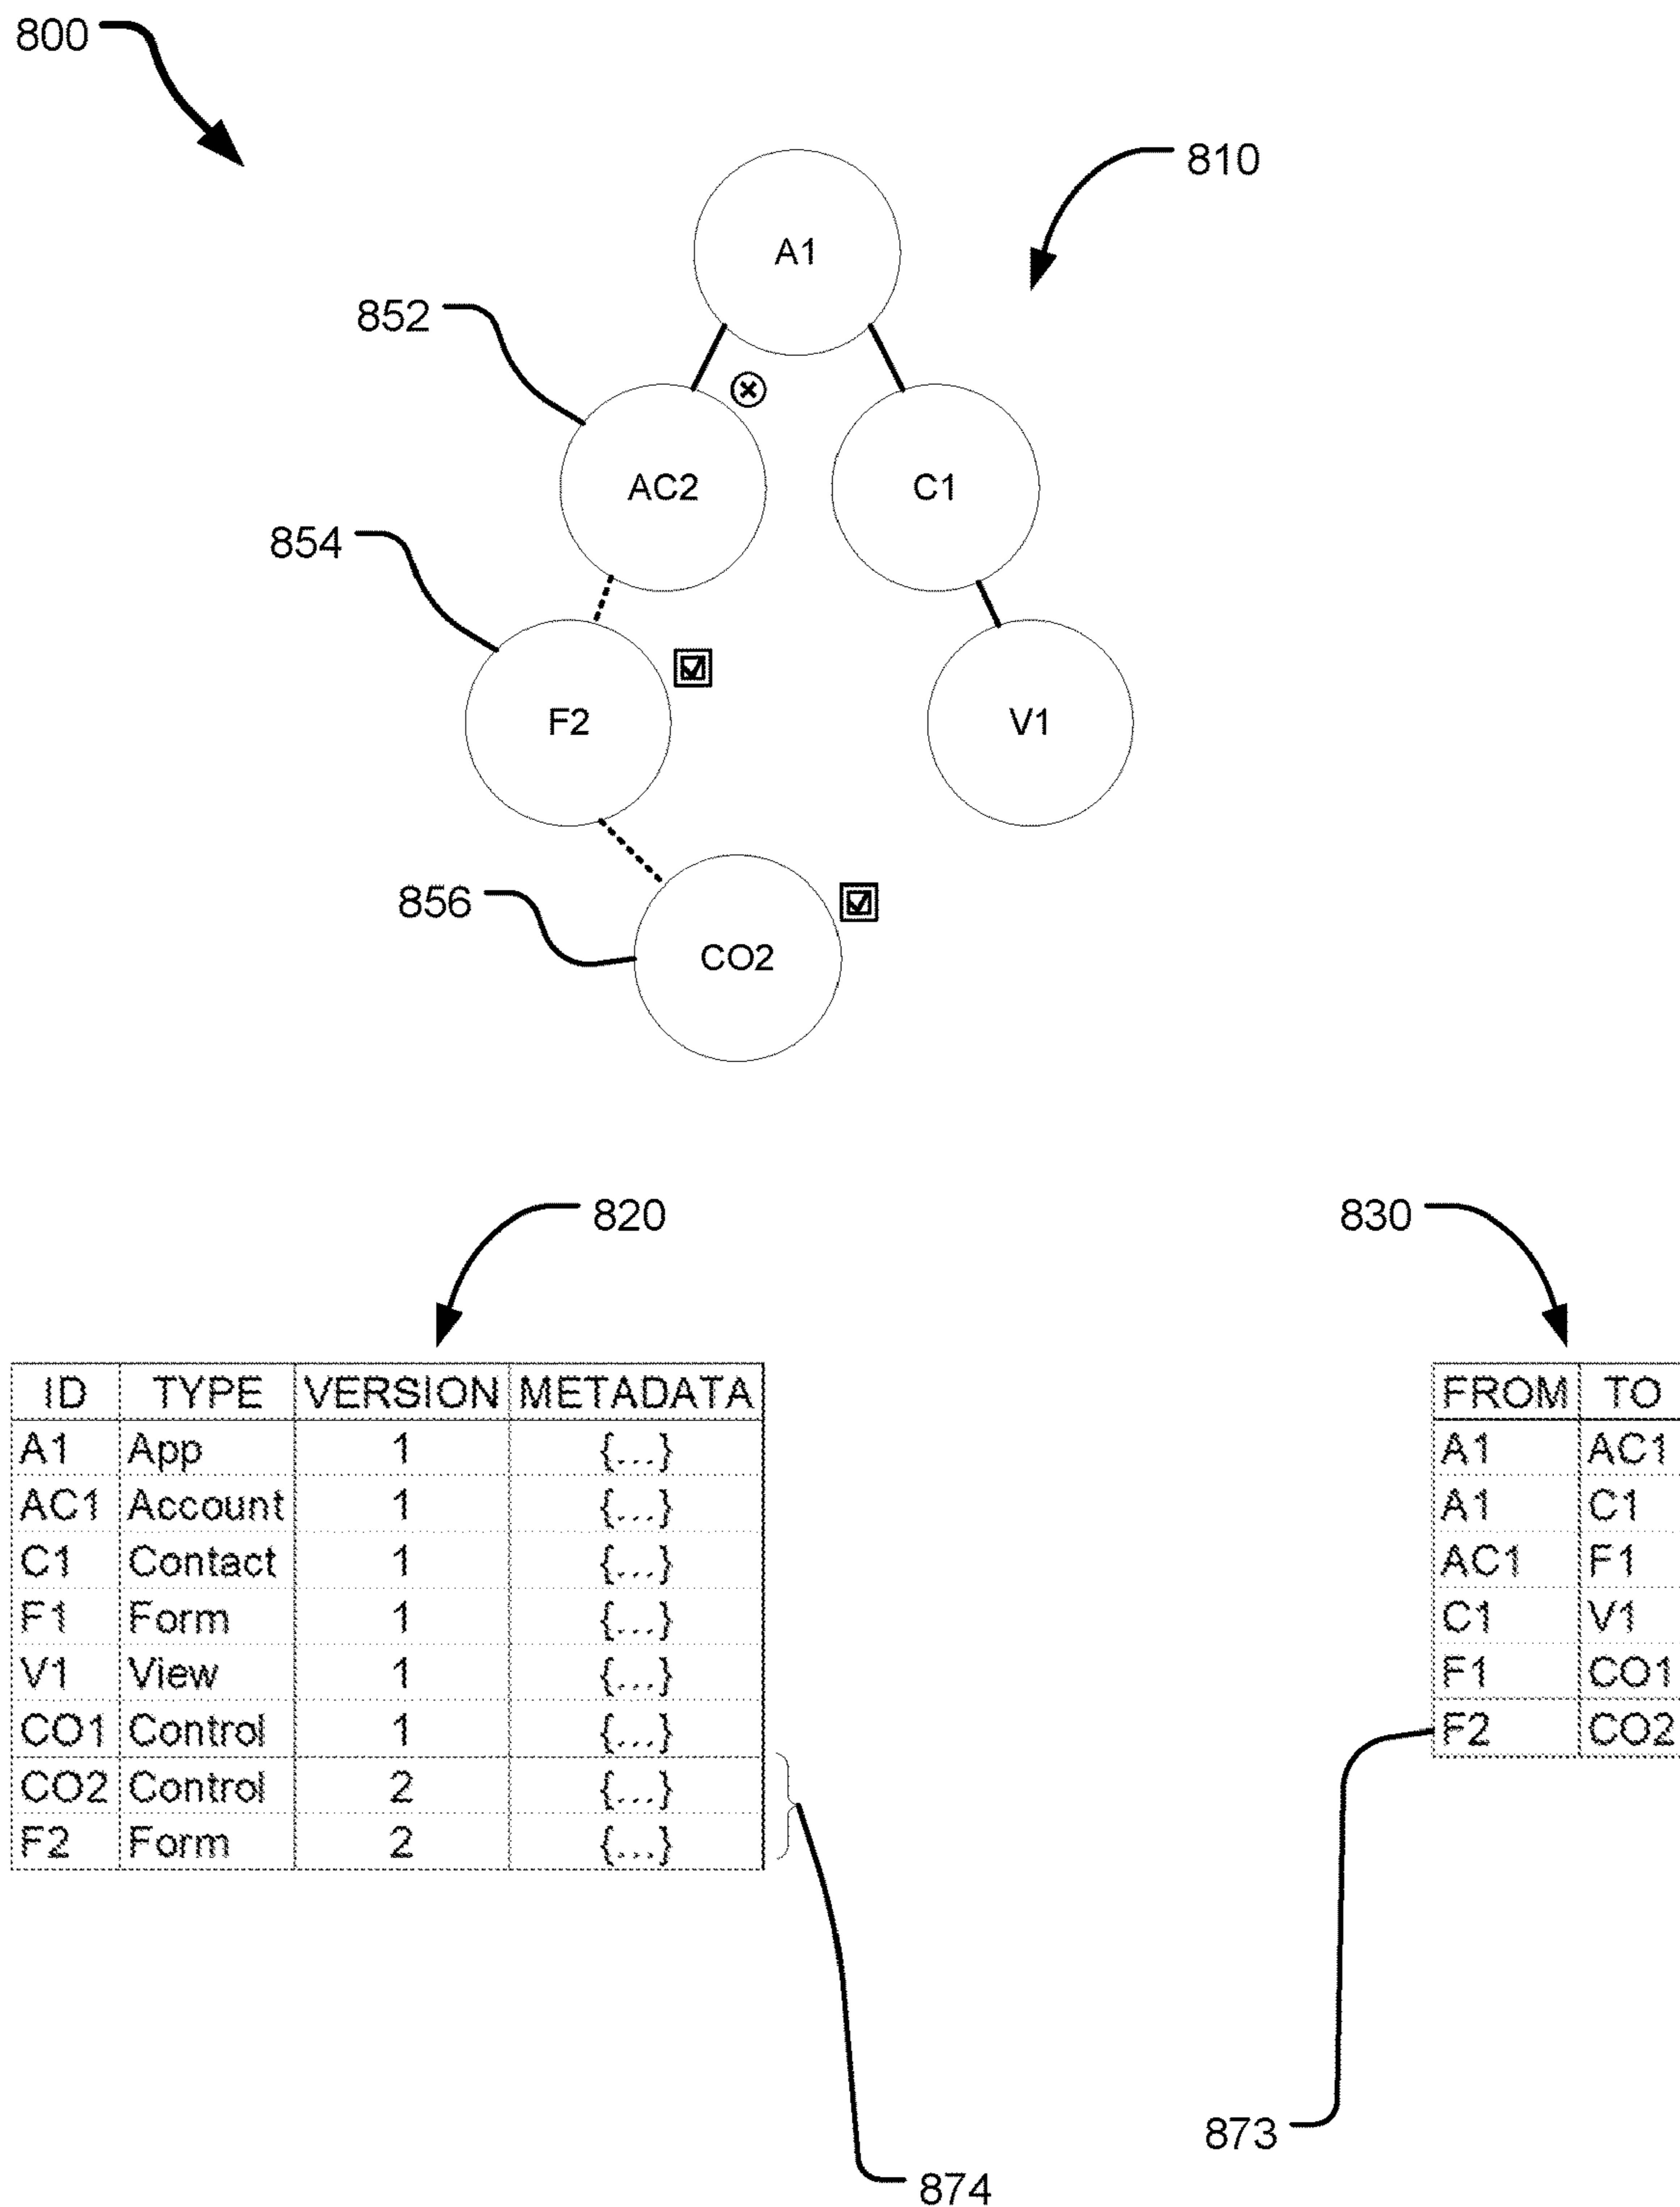 800
810
A1
852
AC2
C1
854
F2
V1
856
CO2
820
830
ID TYPE VERSION METADATA
A1 App 1 {...}
AC1 Account 1 {...}
C1 Contact 1 {...}
F1 Form 1 {...}
V1 View 1 {...}
CO1 Control 1 {...}
CO2 Control 2 {...}
F2 Form 2 {...}
FROM TO
A1 AC1
A1 C1
AC1 F1
C1 V1
F1 CO1
F2 CO2
873
874